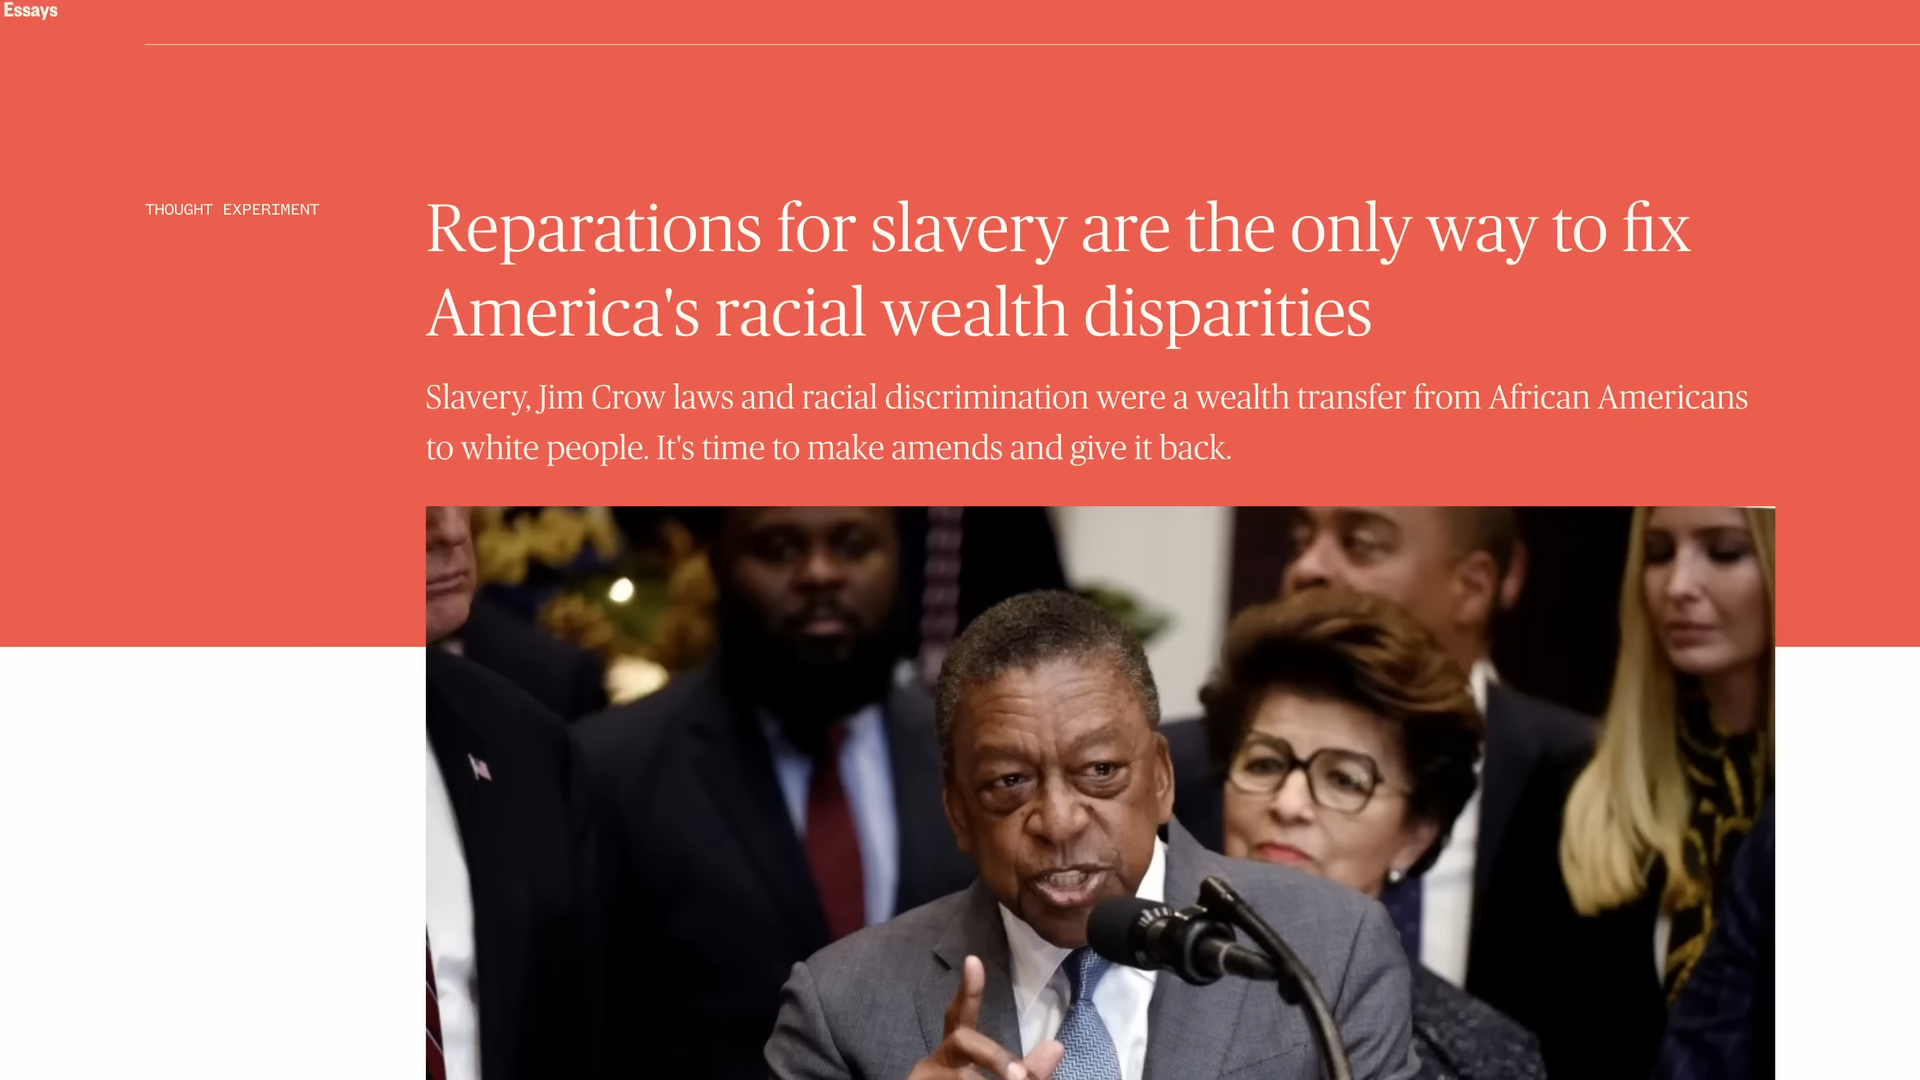 Essays
THOUGHT EXPERIMENT
Reparations for slavery are the only way to fix
America's racial wealth disparities
Slavery, Jim Crow laws and racial discrimination were a wealth transfer from African Americans
to white people. It's time to make amends and give it back.